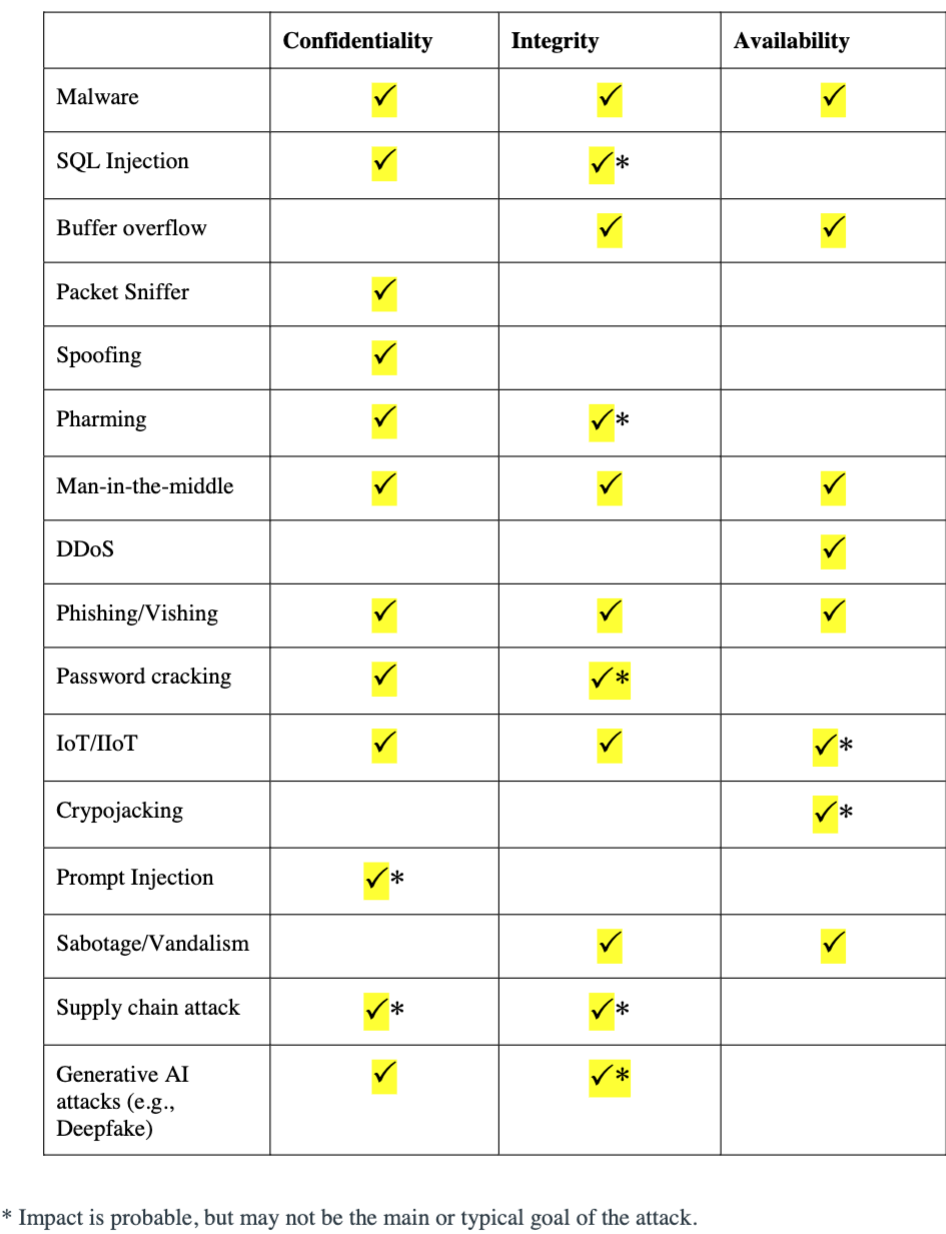 Confidentiality Integrity Availability
Malware ✓ ✓ ✓
SQL Injection ✓ ✓*
Buffer overflow ✓ ✓
Packet Sniffer ✓
Spoofing ✓
Pharming ✓ ✓*
Man-in-the-middle ✓ ✓ ✓
DDoS ✓
Phishing/Vishing ✓ ✓ ✓
Password cracking ✓ ✓*
IoT/IIoT ✓ ✓ ✓*
Crypojacking ✓*
Prompt Injection ✓*
Sabotage/Vandalism ✓ ✓
Supply chain attack ✓* ✓*
Generative AI ✓ ✓*
attacks (e.g.,
Deepfake)
* Impact is probable, but may not be the main or typical goal of the attack.